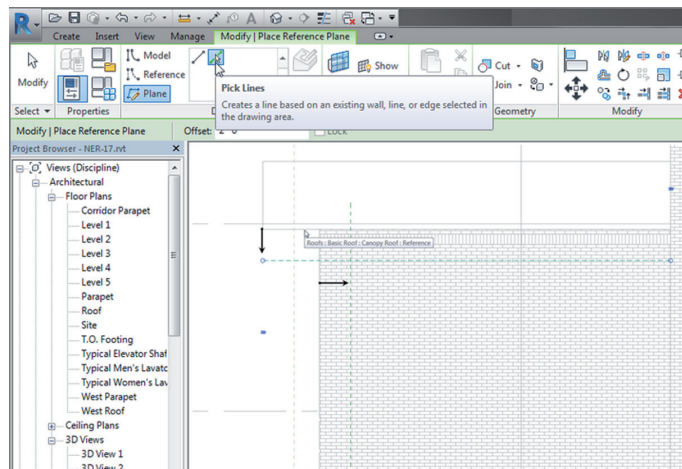 Create Insert View Manage Modify | Place Reference Plane
Modify
Model
Reference
Plane
Show
Cut
Join
Select Properties Geometry Modify
Pick Lines
Creates a line based on an existing wall, line, or edge selected in
the drawing area.
Modify | Place Reference Plane Offset: Lock
Project Browser - NER-17.rvt
Views (Discipline)
Architectural
Floor Plans
Corridor Parapet
Level 1
Level 2
Level 3
Level 4
Level 5
Parapet
Roof
Site
T.O. Footing
Typical Elevator Shaf
Typical Men's Lavatc
Typical Women's Lav
West Parapet
West Roof
Ceiling Plans
3D Views
3D View 1
3D View 2
Roofs : Basic Roof : Canopy Roof : Reference